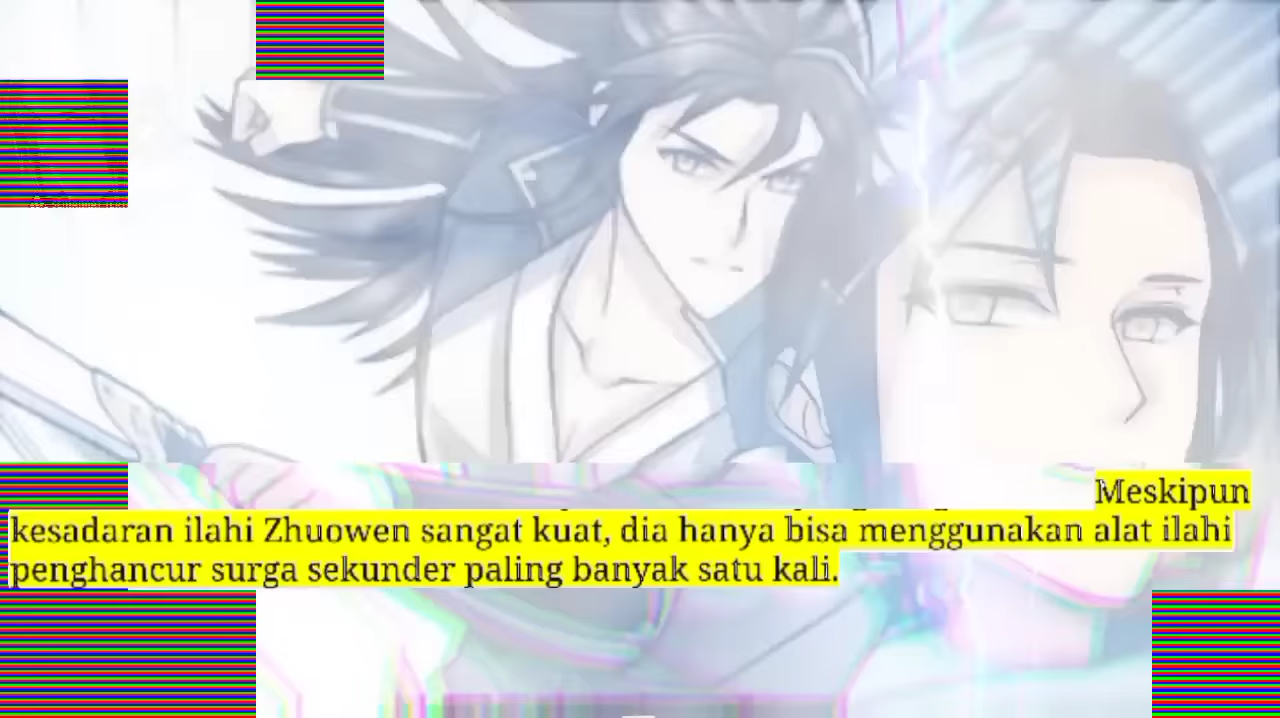 Meskipun
kesadaran ilahi Zhuowen sangat kuat, dia hanya bisa menggunakan alat ilahi
penghancur surga sekunder paling banyak satu kali.